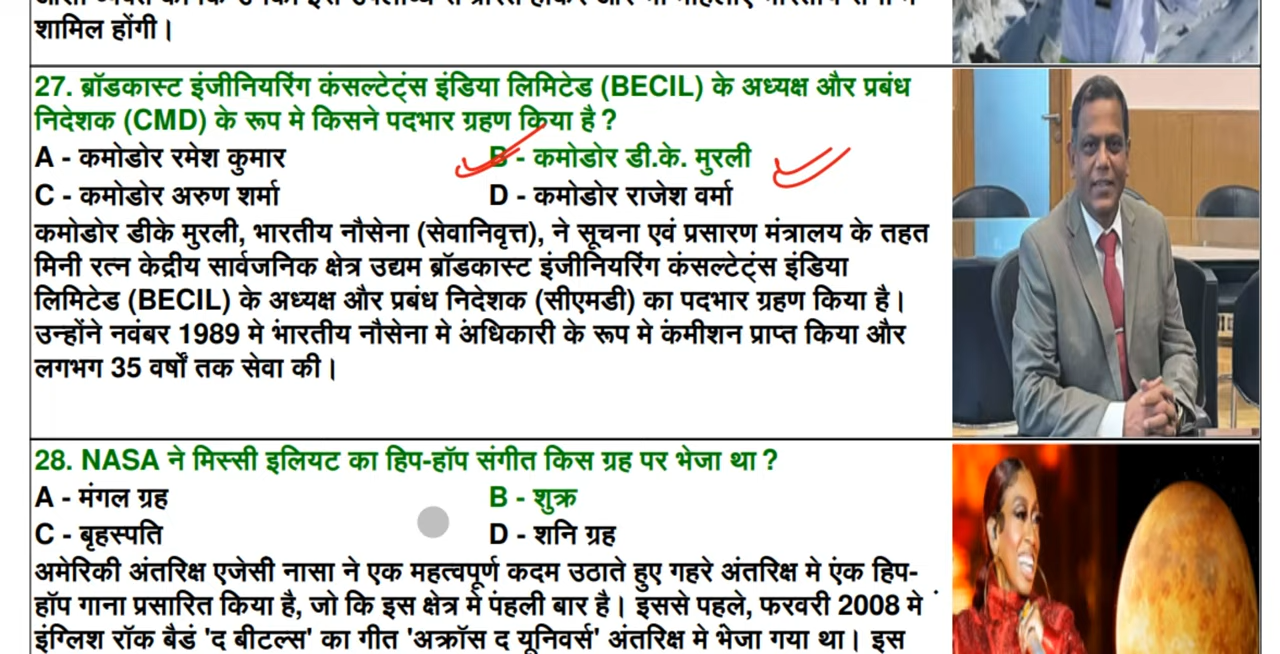 शामिल होंगी।
27. ब्रॉडकास्ट इंजीनियरिंग कंसल्टेट्ंस इंडिया लिमिटेड (BECIL) के अध्यक्ष और प्रबंध
निदेशक (CMD) के रूप मे किसने पदभार ग्रहण किया है ?
A - कमोडोर रमेश कुमार
B - कमोडोर डी.के. मुरली
C - कमोडोर अरुण शर्मा
D - कमोडोर राजेश वर्मा
कमोडोर डीके मुरली, भारतीय नौसेना (सेवानिवृत्त), ने सूचना एवं प्रसारण मंत्रालय के तहत
मिनी रत्न केंद्रीय सार्वजनिक क्षेत्र उद्यम ब्रॉडकास्ट इंजीनियरिंग कंसल्टेट्ंस इंडिया
लिमिटेड (BECIL) के अध्यक्ष और प्रबंध निदेशक (सीएमडी) का पदभार ग्रहण किया है।
उन्होंने नवंबर 1989 मे भंारतीय नौसेना मे अंधिकारी के रूप मे कंमीशन प्राप्त किया और
लगभग 35 वर्षों तक सेवा की।
28. NASA ने मिस्सी इलियट का हिप-हॉप संगीत किस ग्रह पर भेजा था ?
A - मंगल ग्रह
B - शुक्र
C - बृहस्पति
D - शनि ग्रह
अमेरिकी अंतरिक्ष एजेसी नासा ने एक महत्वपूर्ण कदम उठाते हुए गहरे अंतरिक्ष मे एंक हिप-
हॉप गाना प्रसारित किया है, जो कि इस क्षेत्र मे पंहली बार है। इससे पहले, फरवरी 2008 मे
इंग्लिश रॉक बैडं 'द बीटल्स' का गीत 'अक्रॉस द यूनिवर्स' अंतरिक्ष मे भेजा गया था। इस